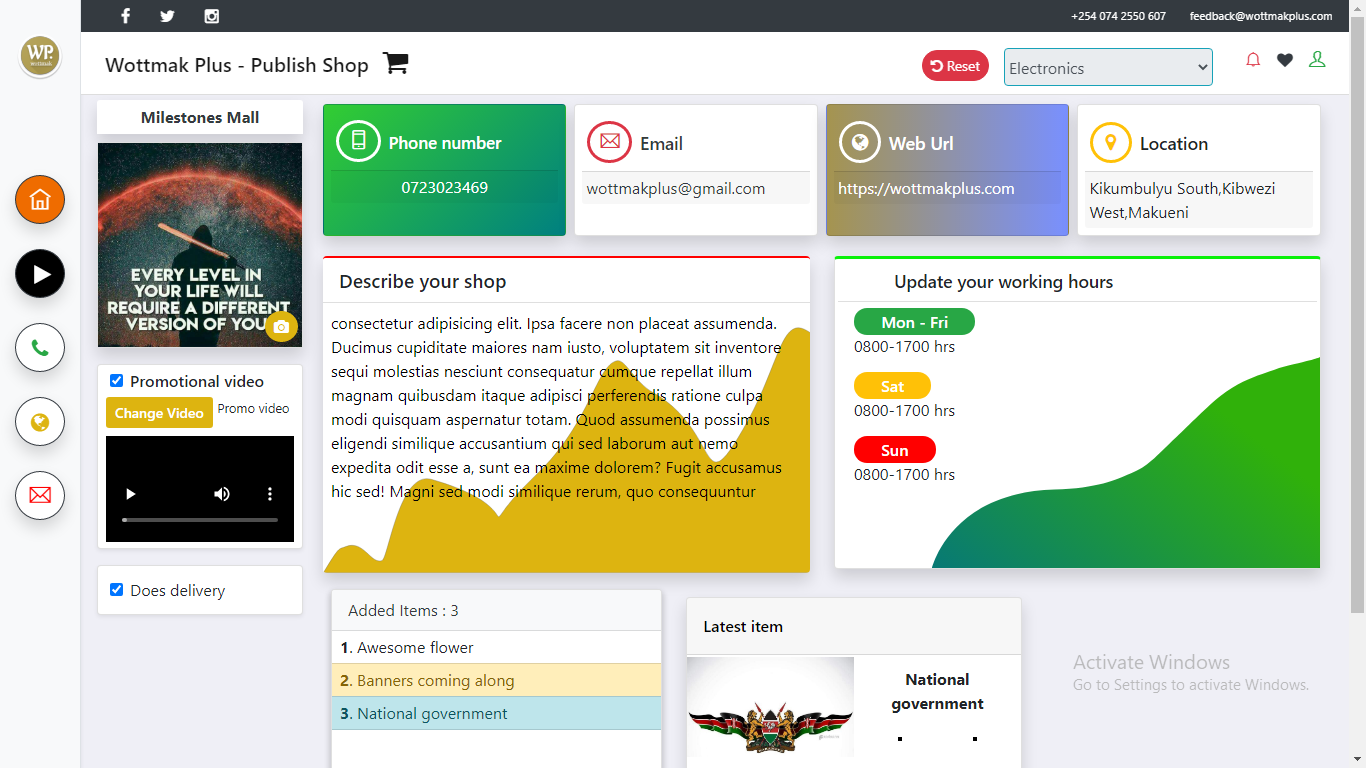 +254 074 2550 607
feedback@wottmakplus.com
WP.
Wottmak Plus - Publish Shop
Reset
Electronics
Milestones Mall
EVERY LEVEL IN
YOUR LIFE WILL
REQUIRE A DIFFERENT
VERSION OF YOU
Promotional video
Change Video
Promo video
Does delivery
Phone number
0723023469
Email
wottmakplus@gmail.com
Web Url
https://wottmakplus.com
Location
Kikumbulyu South,Kibwezi
West,Makueni
Describe your shop
consectetur adipisicing elit. Ipsa facere non placeat assumenda.
Ducimus cupiditate maiores nam iusto, voluptatem sit inventore
sequi molestias nesciunt consequatur cumque repellat illum
magnam quibusdam itaque adipisci perferendis ratione culpa
modi quisquam aspernatur totam. Quod assumenda possimus
eligendi similique accusantium qui sed laborum aut nemo
expedita odit esse a, sunt ea maxime dolorem? Fugit accusamus
hic sed! Magni sed modi similique rerum, quo consequuntur
Update your working hours
Mon - Fri
0800-1700 hrs
Sat
0800-1700 hrs
Sun
0800-1700 hrs
Added Items : 3
1. Awesome flower
2. Banners coming along
3. National government
Latest item
National
government
Activate Windows
Go to Settings to activate Windows.